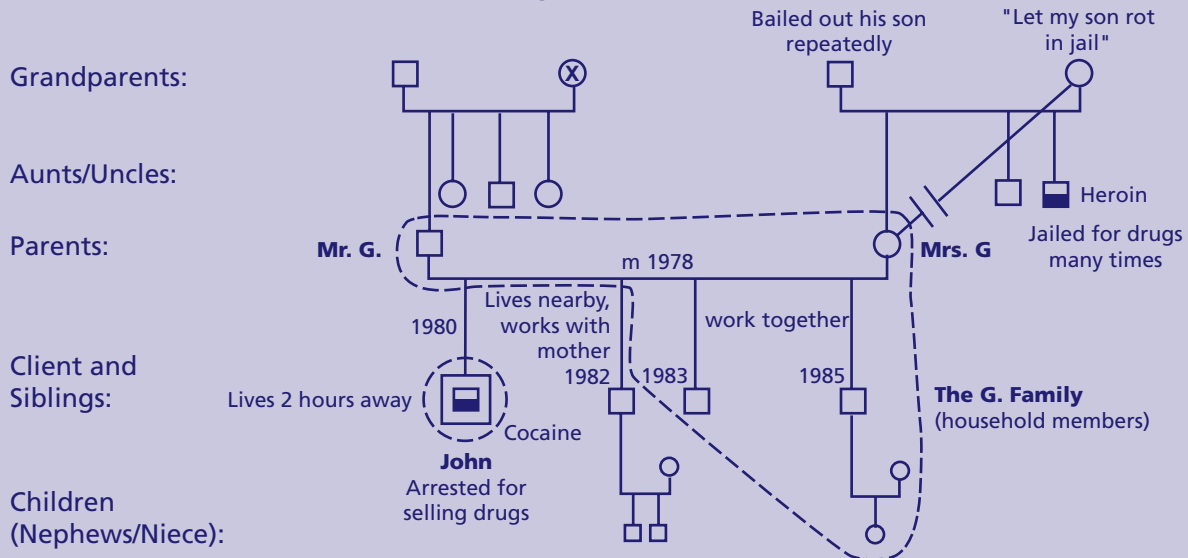 Bailed out his son
repeatedly
"Let my son rot
in jail"
Grandparents:
X
Aunts/Uncles:
Heroin
Jailed for drugs
many times
Parents:
Mr. G.
m 1978
Mrs. G
Lives nearby,
works with
mother
1980
work together
1982
1983
1985
Client and
Siblings:
Lives 2 hours away
Cocaine
The G. Family
(household members)
John
Arrested for
selling drugs
Children
(Nephews/Niece):